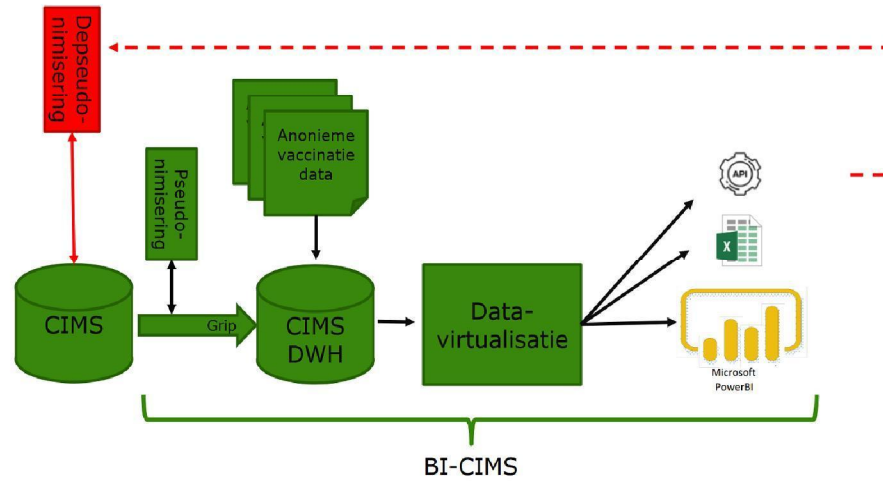 Depseudo-
nimisering
Pseudo-
nimisering
Anonieme
vaccinatie
data
API
X
CIMS
Grip
CIMS
DWH
Data-
virtualisatie
Microsoft
PowerBI
BI-CIMS